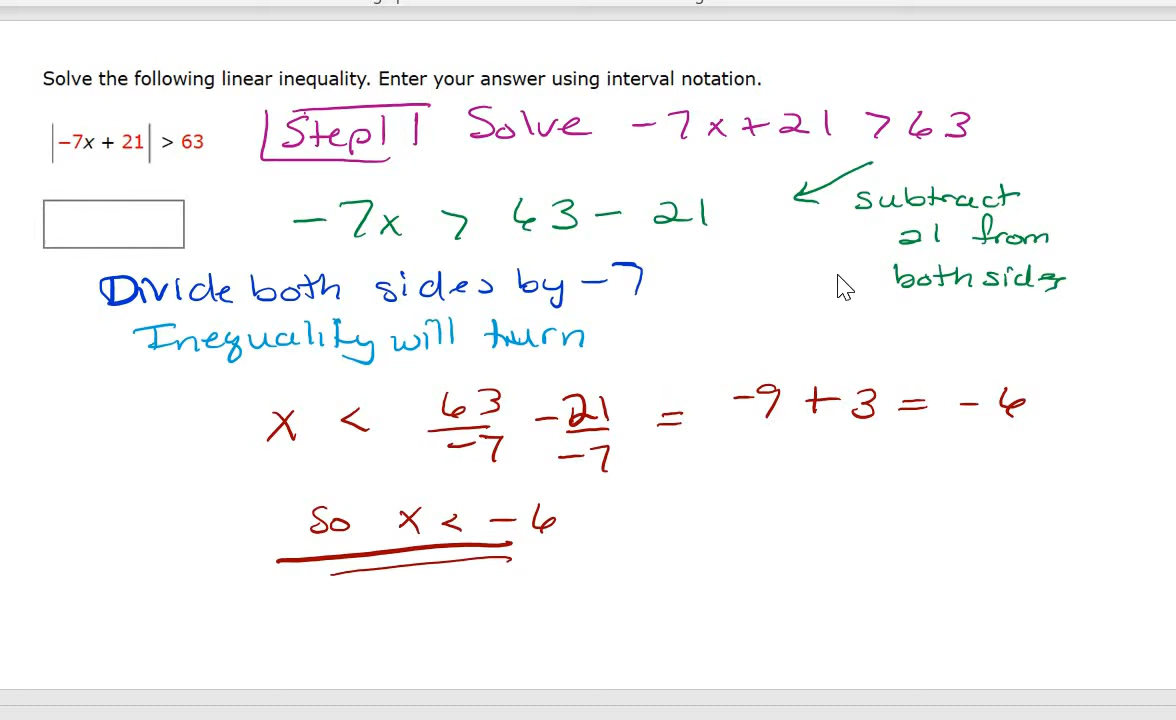 Solve the following linear inequality. Enter your answer using interval notation.
|−7x + 21| > 63
Step 1 Solve −7x+21 >63
−7x > 63 − 21
subtract
21 from
both sides
Divide both sides by −7
Inequality will turn
x < 63/−7 −21/−7 = −9 + 3 = −6
So x < −6